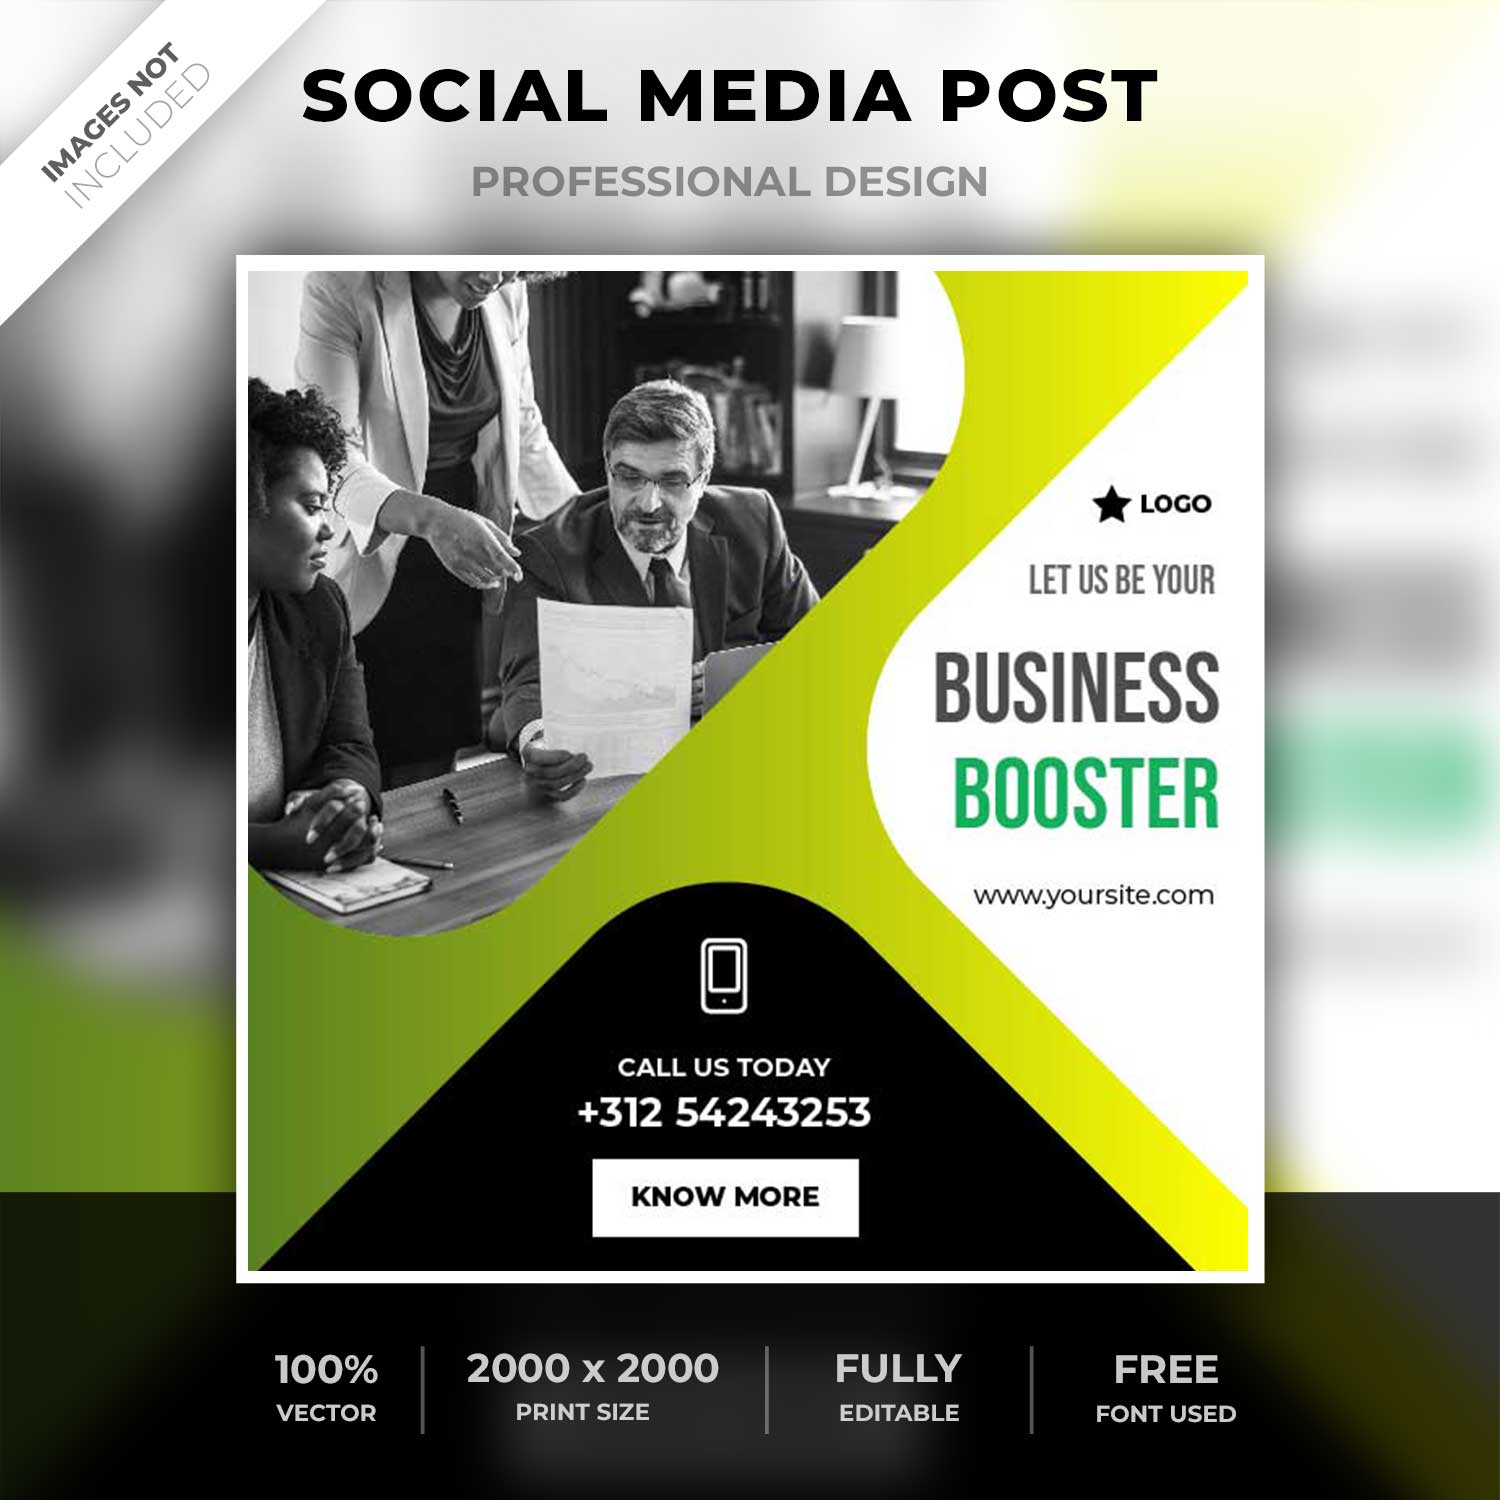 IMAGES NOT
INCLUDED
SOCIAL MEDIA POST
PROFESSIONAL DESIGN
LOGO
LET US BE YOUR
BUSINESS
BOOSTER
www.yoursite.com
CALL US TODAY
+312 54243253
KNOW MORE
100%
VECTOR
2000 x 2000
PRINT SIZE
FULLY
EDITABLE
FREE
FONT USED